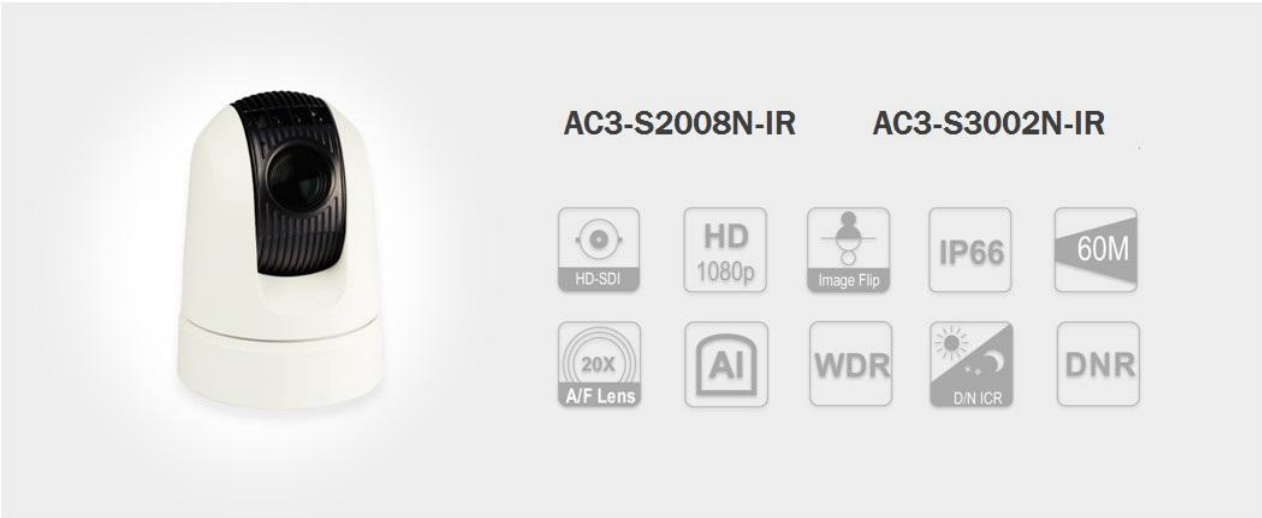 AC3-S2008N-IR AC3-S3002N-IR
HD-SDI
HD
1080p
Image Flip
IP66
60M
20X
A/F Lens
AI
WDR
D/N ICR
DNR